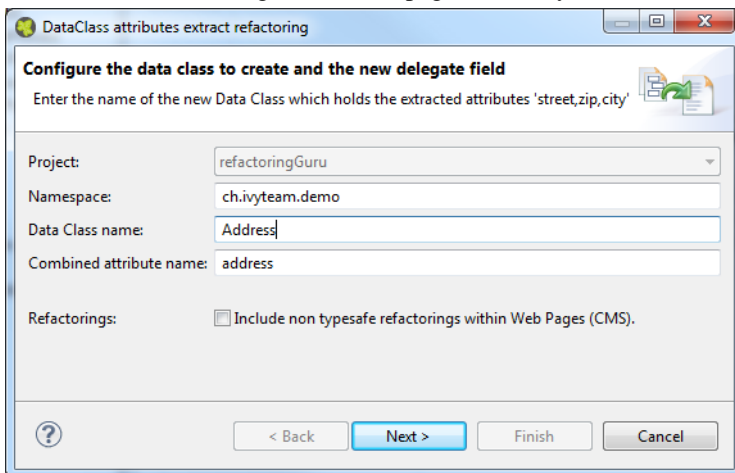 DataClass attributes extract refactoring
Configure the data class to create and the new delegate field
Enter the name of the new Data Class which holds the extracted attributes 'street,zip,city'
Project: refactoringGuru
Namespace: ch.ivyteam.demo
Data Class name: Address
Combined attribute name: address
Refactorings: Include non typesafe refactorings within Web Pages (CMS).
? < Back Next > Finish Cancel